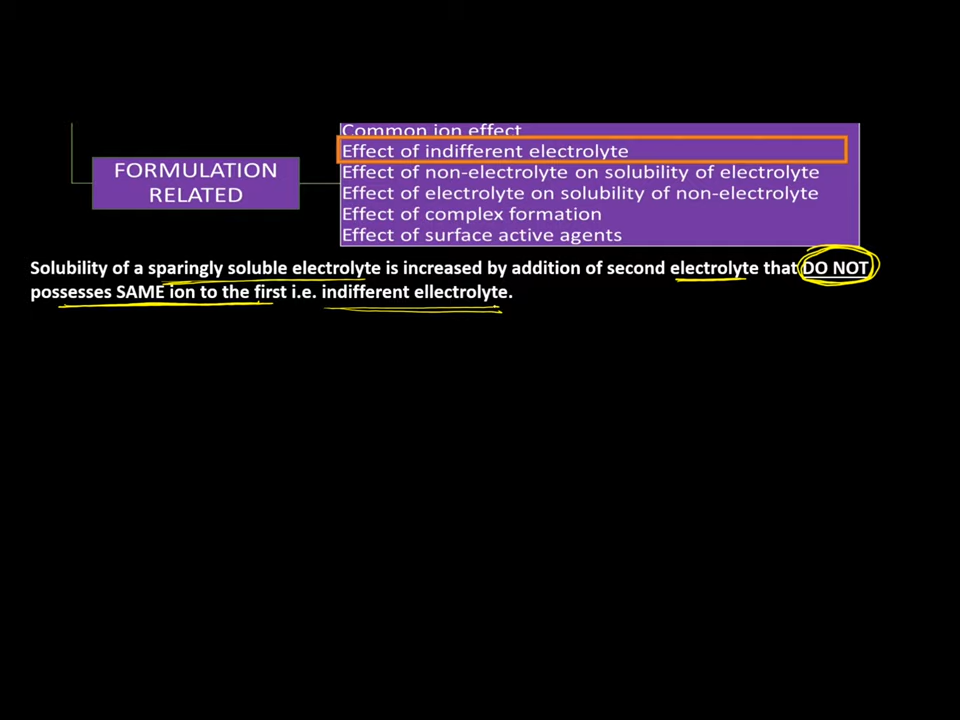 Common ion effect
Effect of indifferent electrolyte
FORMULATION
RELATED
Effect of non-electrolyte on solubility of electrolyte
Effect of electrolyte on solubility of non-electrolyte
Effect of complex formation
Effect of surface active agents
Solubility of a sparingly soluble electrolyte is increased by addition of second electrolyte that DO NOT
possesses SAME ion to the first i.e. indifferent ellectrolyte.